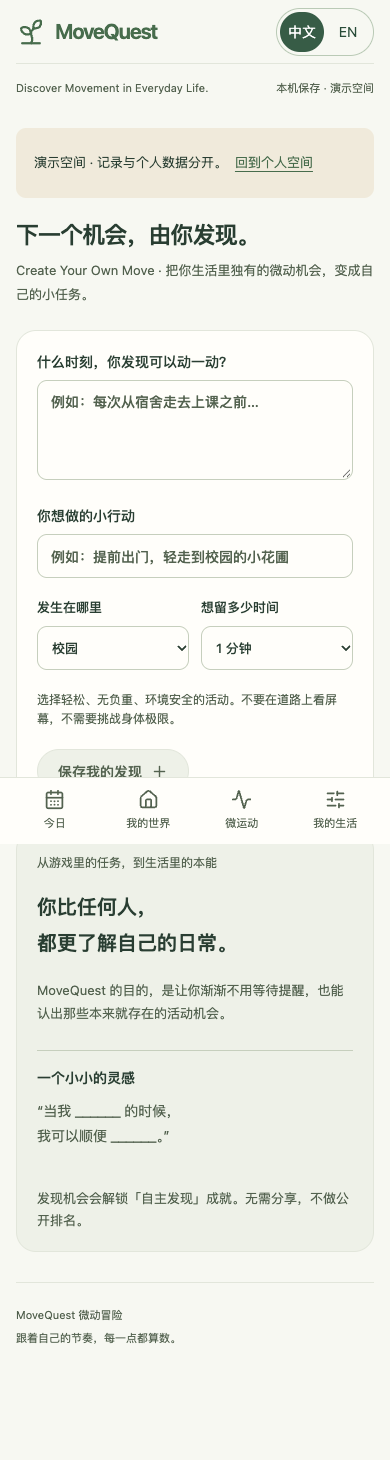 MoveQuest
中文 EN
Discover Movement in Everyday Life.
本机保存 · 演示空间
演示空间 · 记录与个人数据分开。 回到个人空间
下一个机会，由你发现。
Create Your Own Move · 把你生活里独有的微动机会，变成自
己的小任务。
什么时刻，你发现可以动一动？
例如：每次从宿舍走去上课之前...
你想做的小行动
例如：提前出门，轻走到校园的小花圃
发生在哪里
想留多少时间
校园
1 分钟
选择轻松、无负重、环境安全的活动。不要在道路上看屏
幕，不需要挑战身体极限。
保存我的发现 +
今日
我的世界
微运动
我的生活
从游戏里的任务，到生活里的本能
你比任何人，
都更了解自己的日常。
MoveQuest 的目的，是让你渐渐不用等待提醒，也能
认出那些本来就存在的活动机会。
一个小小的灵感
“当我 ______ 的时候，
我可以顺便 ______。”
发现机会会解锁「自主发现」成就。无需分享，不做公
开排名。
MoveQuest 微动冒险
跟着自己的节奏，每一点都算数。